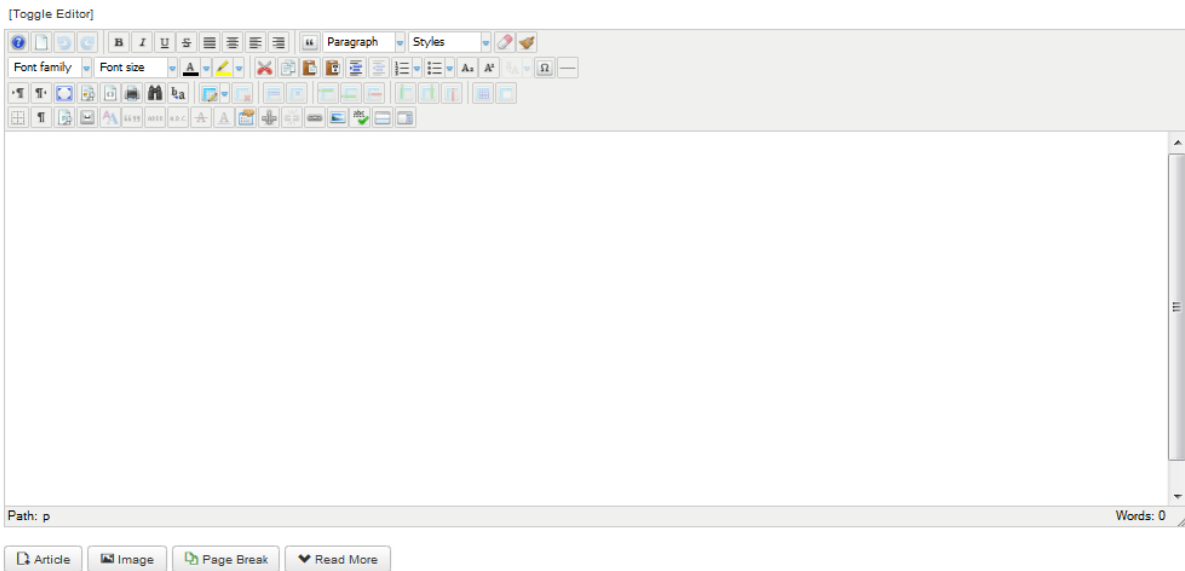 [Toggle Editor]
Paragraph Styles
Font family Font size
Path: p Words: 0
Article Image Page Break Read More